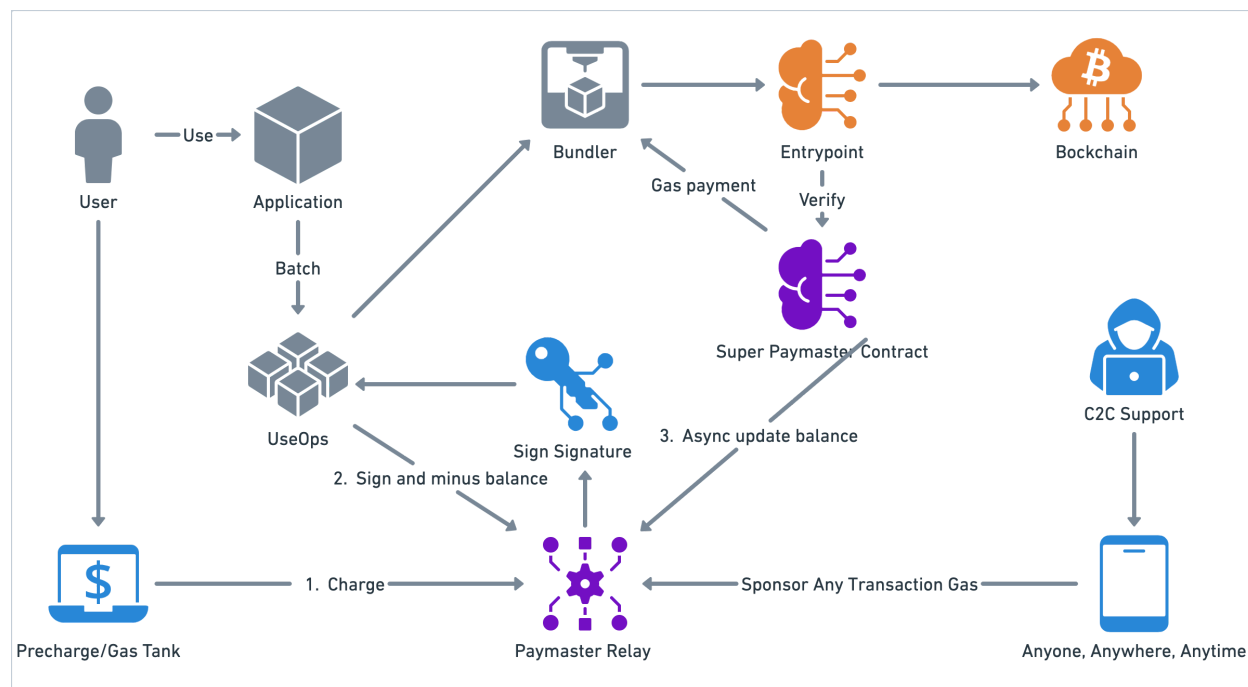 Use
User
Application
Bundler
Entrypoint
Bockchain
Gas payment
Verify
Batch
Super Paymaster Contract
UseOps
Sign Signature
3. Async update balance
C2C Support
2. Sign and minus balance
$
1. Charge
Sponsor Any Transaction Gas
Precharge/Gas Tank
Paymaster Relay
Anyone, Anywhere, Anytime